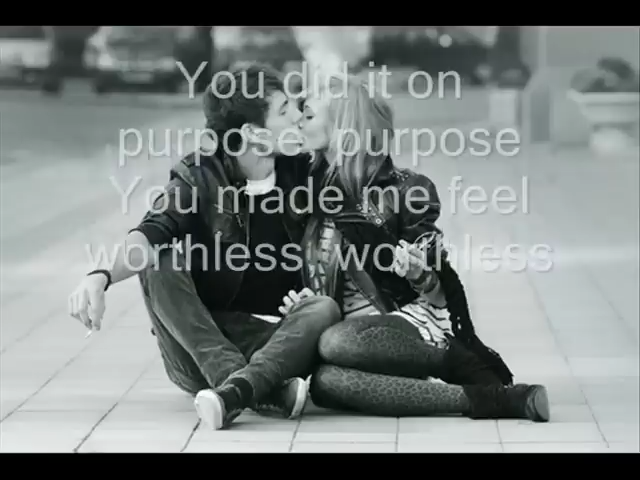 You did it on
purpose, purpose
You made me feel
worthless, worthless